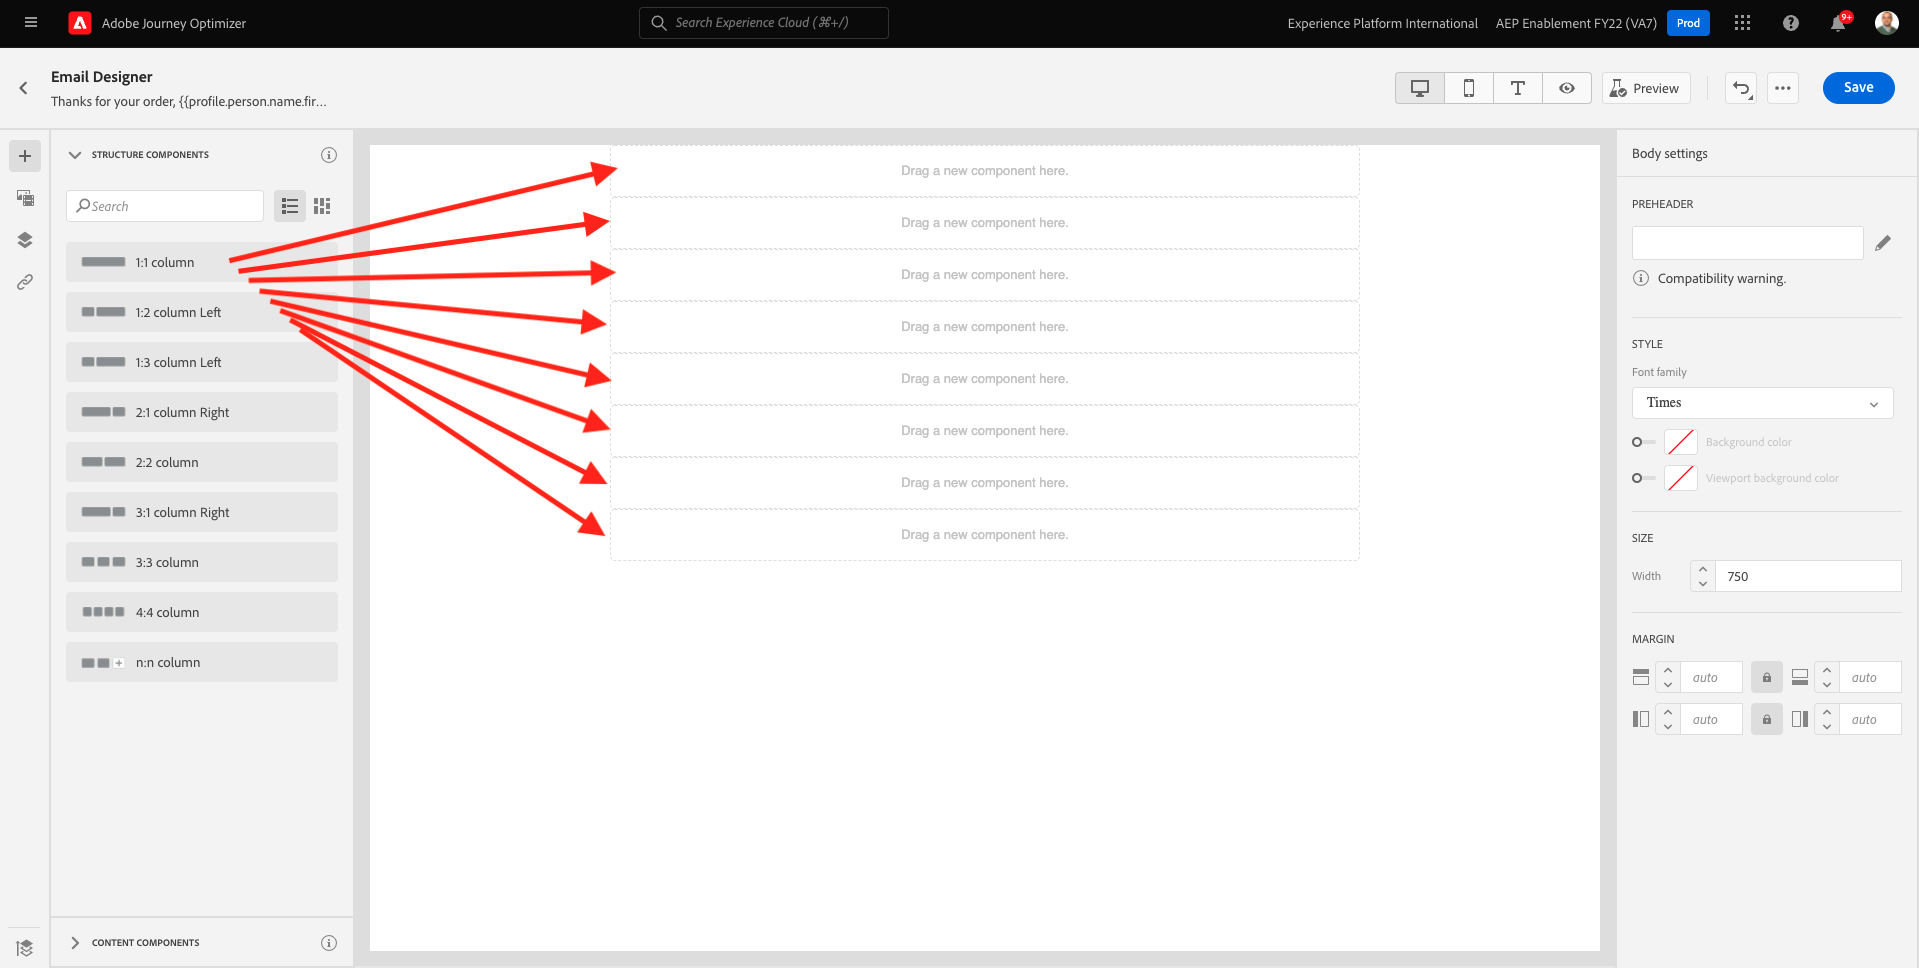 Adobe Journey Optimizer
Search Experience Cloud (⌘+/)
Experience Platform International
AEP Enablement FY22 (VA7)
Prod
9+
Email Designer
Thanks for your order, {{profile.person.name.fir...
Preview
Save
STRUCTURE COMPONENTS
Search
1:1 column
1:2 column Left
1:3 column Left
2:1 column Right
2:2 column
3:1 column Right
3:3 column
4:4 column
n:n column
CONTENT COMPONENTS
Drag a new component here.
Drag a new component here.
Drag a new component here.
Drag a new component here.
Drag a new component here.
Drag a new component here.
Drag a new component here.
Drag a new component here.
Body settings
PREHEADER
Compatibility warning.
STYLE
Font family
Times
Background color
Viewport background color
SIZE
Width
750
MARGIN
auto
auto
auto
auto